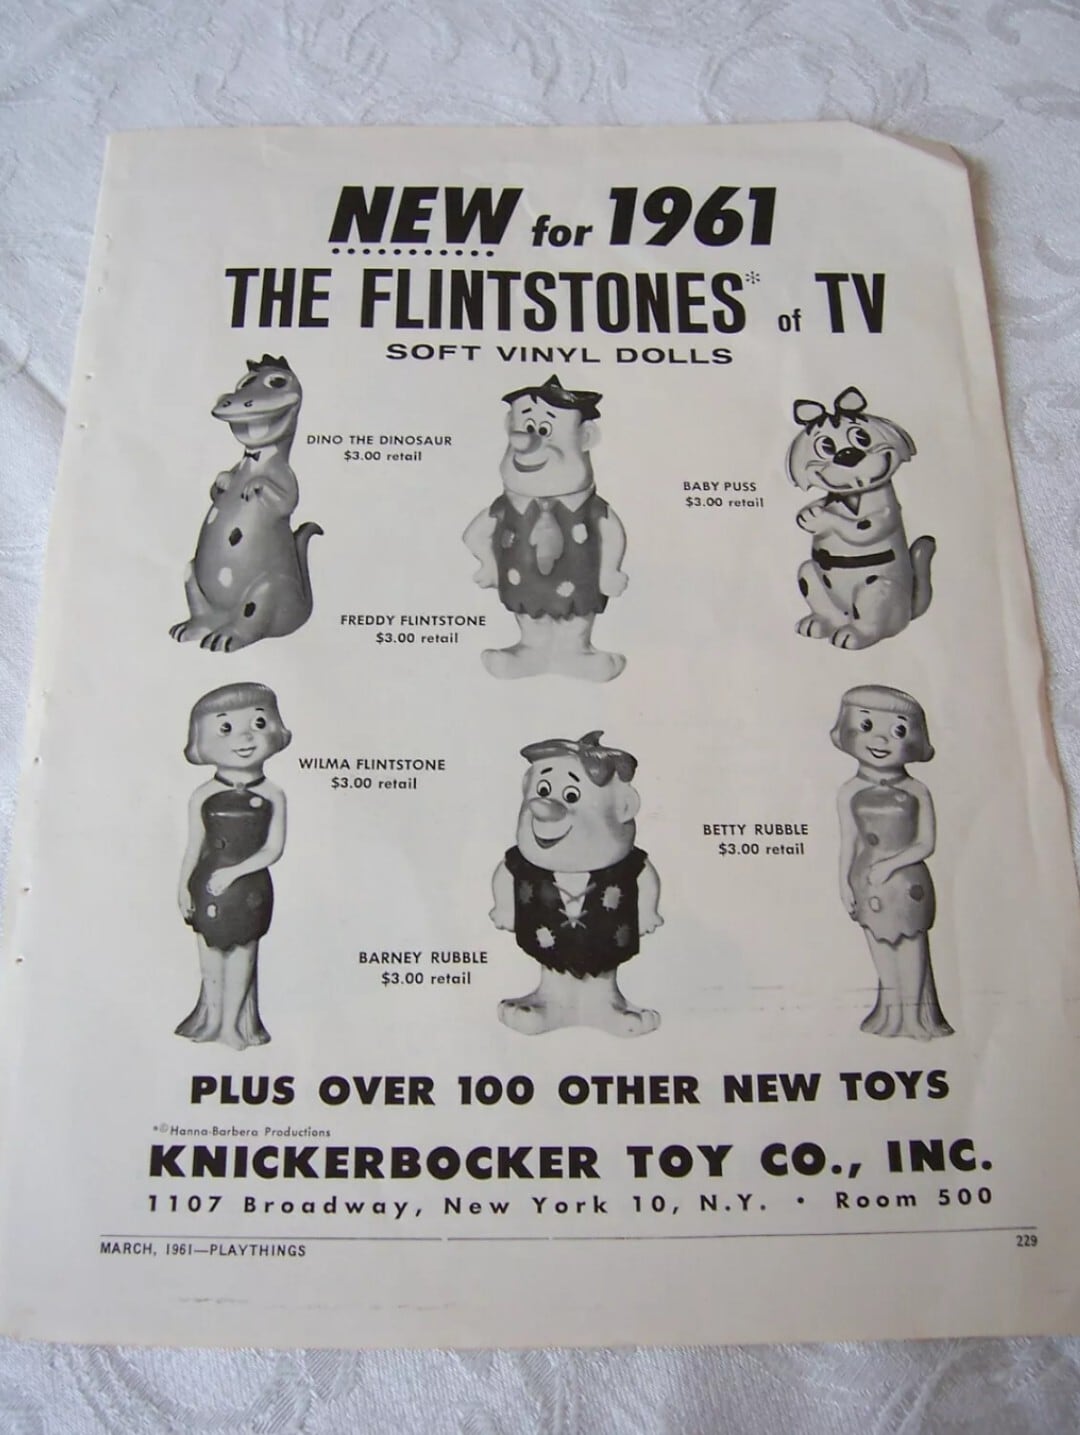 NEW for 1961
THE FLINTSTONES* of TV
SOFT VINYL DOLLS
DINO THE DINOSAUR
$3.00 retail
BABY PUSS
$3.00 retail
FREDDY FLINTSTONE
$3.00 retail
WILMA FLINTSTONE
$3.00 retail
BETTY RUBBLE
$3.00 retail
BARNEY RUBBLE
$3.00 retail
PLUS OVER 100 OTHER NEW TOYS
*©Hanna-Barbera Productions
KNICKERBOCKER TOY CO., INC.
1107 Broadway, New York 10, N.Y. • Room 500
MARCH, 1961—PLAYTHINGS
229